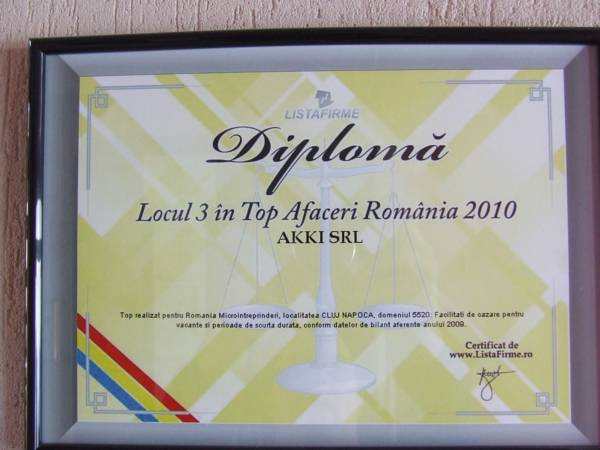 LISTAFIRME
Diplomă
Locul 3 în Top Afaceri România 2010
AKKI SRL
Top realizat pentru Romania Microintreprinderi, localitatea CLUJ NAPOCA, domeniul 5520: Facilitati de cazare pentru
vacante si perioade de scurta durata, conform datelor de bilant aferente anului 2009.
Certificat de
www.ListaFirme.ro